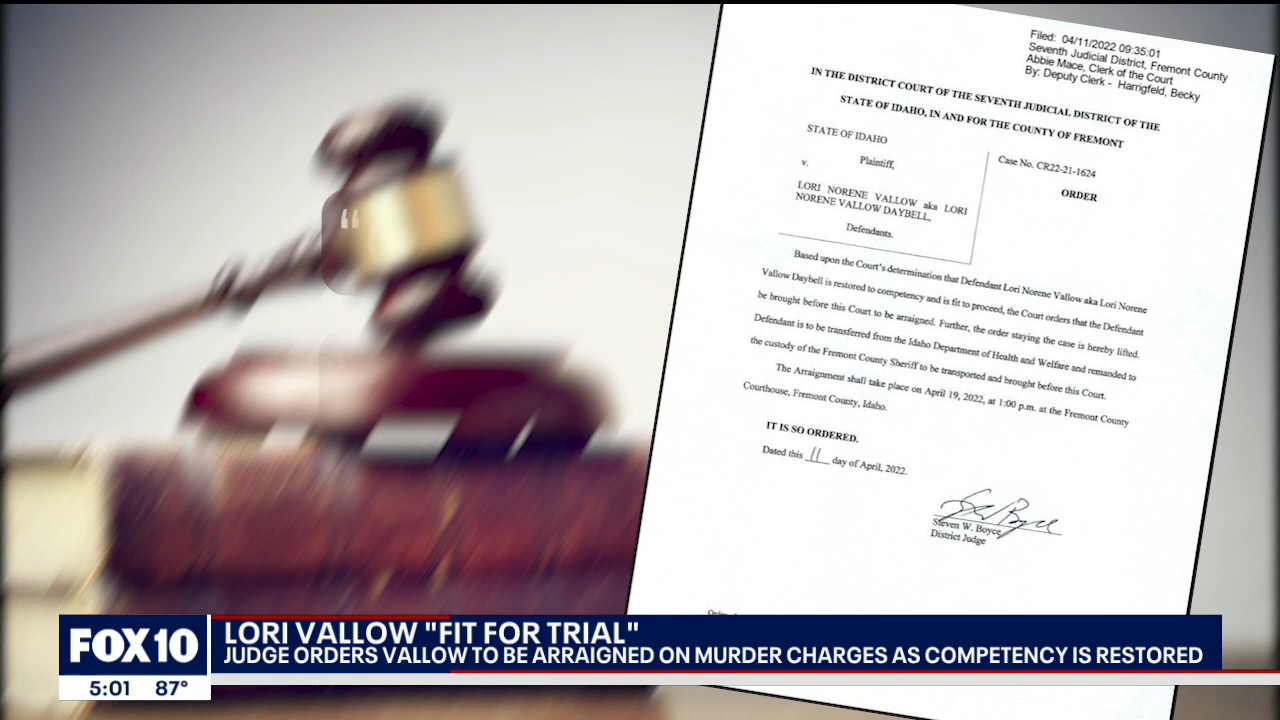 Filed: 04/11/2022 09:35:01
Seventh Judicial District, Fremont County
Abbie Mace, Clerk of the Court
By: Deputy Clerk - Harrigfeld, Becky
IN THE DISTRICT COURT OF THE SEVENTH JUDICIAL DISTRICT OF THE
STATE OF IDAHO, IN AND FOR THE COUNTY OF FREMONT
STATE OF IDAHO
Plaintiff,
v.
LORI NORENE VALLOW aka LORI
NORENE VALLOW DAYBELL,
Defendants.
Case No. CR22-21-1624
ORDER
Based upon the Court's determination that Defendant Lori Norene Vallow aka Lori Norene
Vallow Daybell is restored to competency and is fit to proceed, the Court orders that the Defendant
be brought before this Court to be arraigned. Further, the order staying the case is hereby lifted.
Defendant is to be transferred from the Idaho Department of Health and Welfare and remanded to
the custody of the Fremont County Sheriff to be transported and brought before this Court.
The Arraignment shall take place on April 19, 2022, at 1:00 p.m. at the Fremont County
Courthouse, Fremont County, Idaho.
IT IS SO ORDERED.
Dated this 11 day of April, 2022.
Steven W. Boyce
District Judge
“
FOX 10
LORI VALLOW "FIT FOR TRIAL"
JUDGE ORDERS VALLOW TO BE ARRAIGNED ON MURDER CHARGES AS COMPETENCY IS RESTORED
5:01 87°